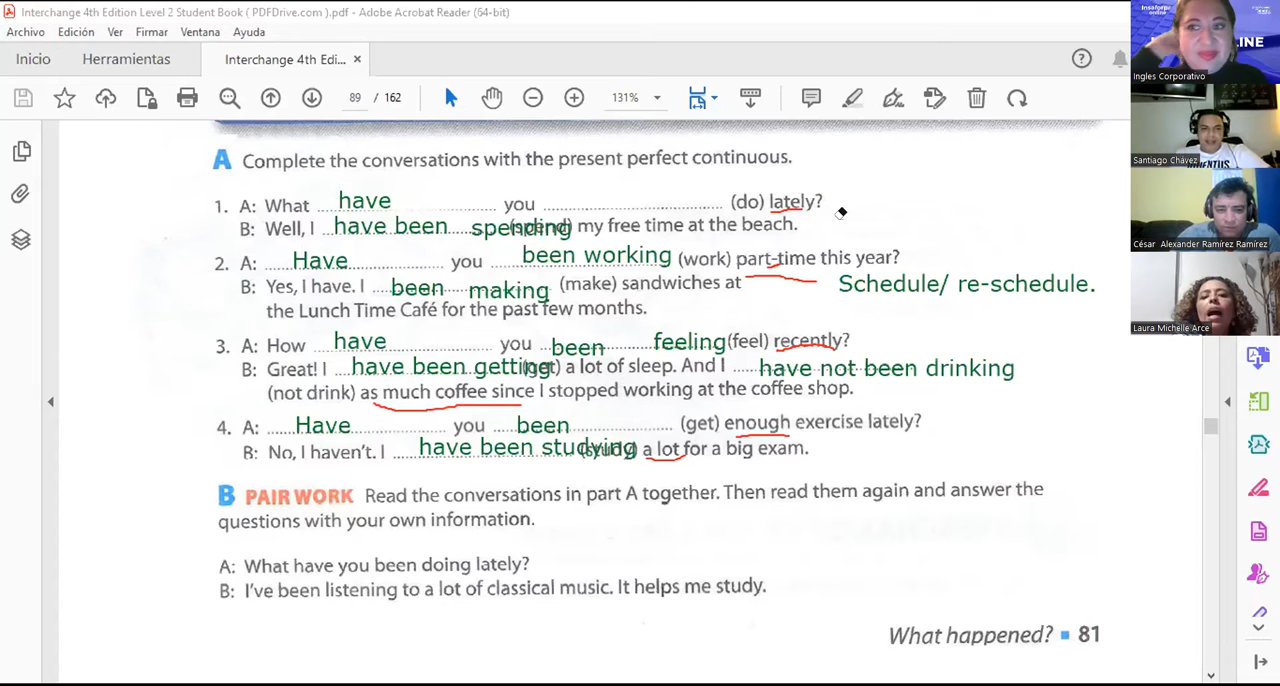 Interchange 4th Edition Level 2 Student Book ( PDFDrive.com ).pdf - Adobe Acrobat Reader (64-bit)
Archivo Edición Ver Firmar Ventana Ayuda
Inicio Herramientas Interchange 4th Edi... ×
89 / 162 131%
A Complete the conversations with the present perfect continuous.
1. A: What have you (do) lately?
B: Well, I have been spending (spend) my free time at the beach.
2. A: Have you been working (work) part-time this year?
B: Yes, I have. I been making (make) sandwiches at Schedule/ re-schedule.
the Lunch Time Café for the past few months.
3. A: How have you been feeling (feel) recently?
B: Great! I have been getting (get) a lot of sleep. And I have not been drinking
(not drink) as much coffee since I stopped working at the coffee shop.
4. A: Have you been (get) enough exercise lately?
B: No, I haven't. I have been studying (study) a lot for a big exam.
B PAIR WORK Read the conversations in part A together. Then read them again and answer the
questions with your own information.
A: What have you been doing lately?
B: I've been listening to a lot of classical music. It helps me study.
What happened? 81
Insaforp online
LINE
Ingles Corporativo
Santiago Chávez
César Alexander Ramírez Ramírez
Laura Michelle Arce